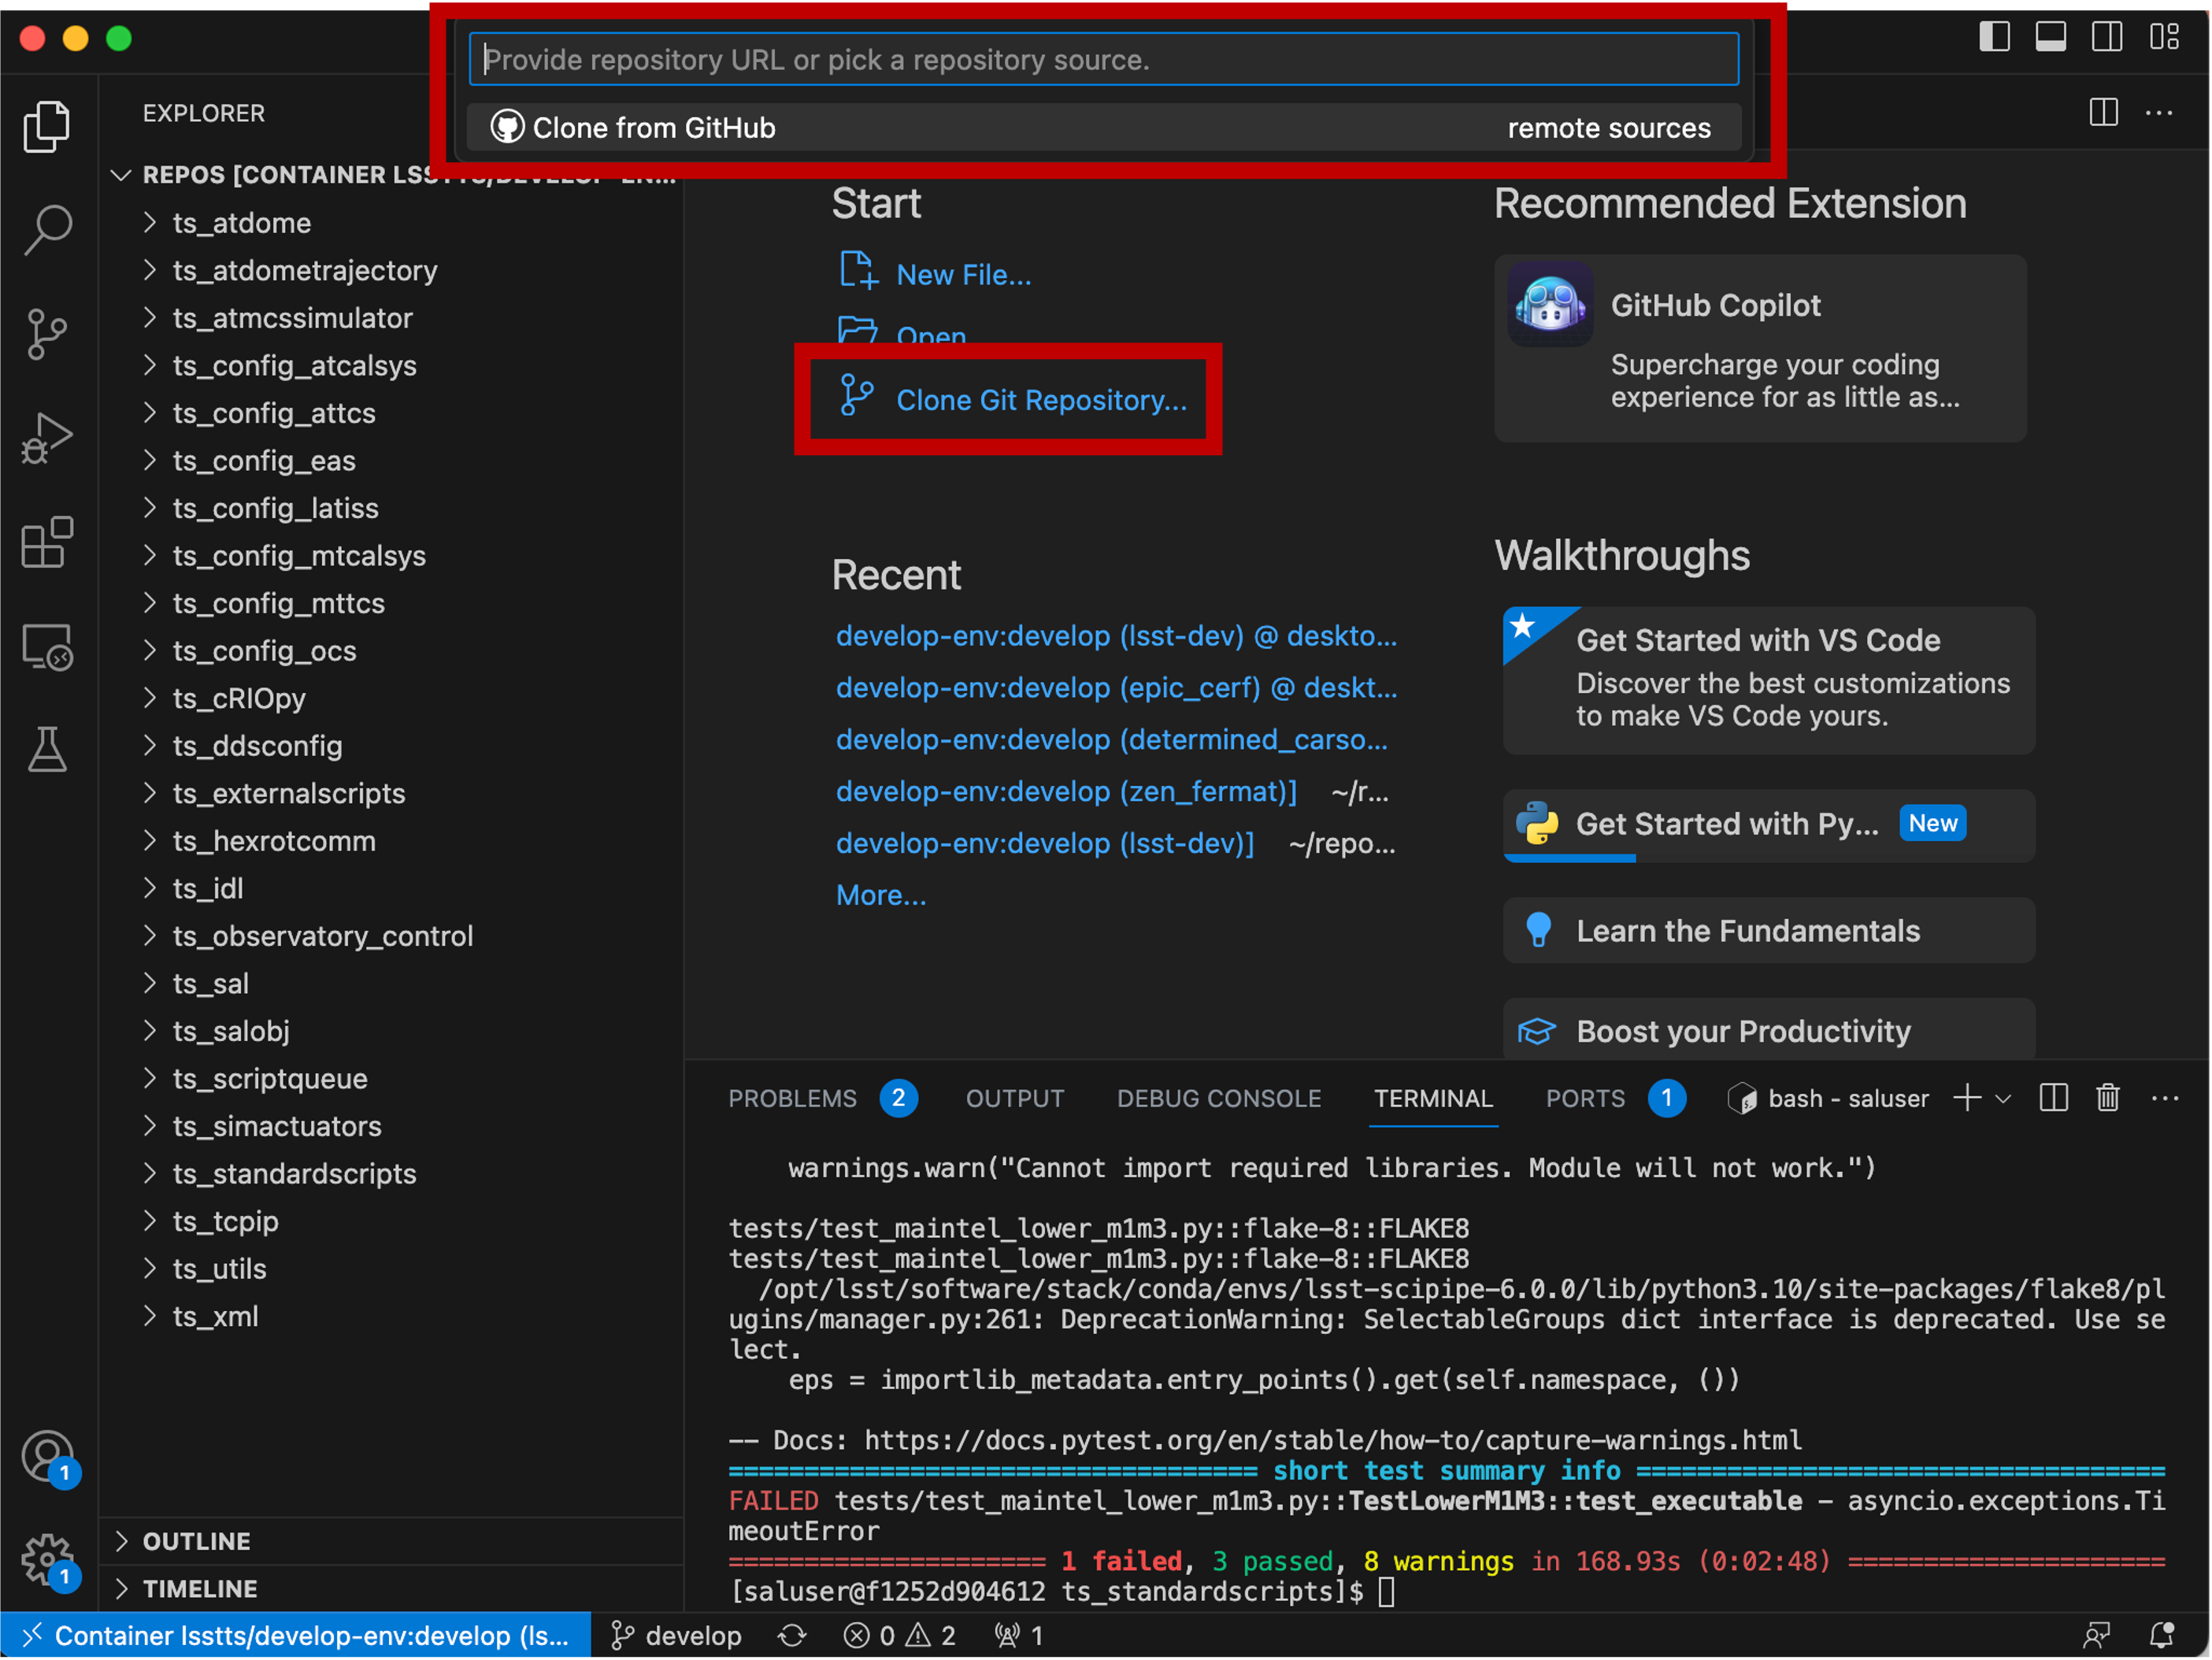 Provide repository URL or pick a repository source.
Clone from GitHub
remote sources
EXPLORER
REPOS [CONTAINER
ts_atdome
ts_atdometrajectory
ts_atmcssimulator
ts_config_atcalsys
ts_config_attcs
ts_config_eas
ts_config_latiss
ts_config_mtcalsys
ts_config_mttcs
ts_config_ocs
ts_cRIOpy
ts_ddsconfig
ts_externalscripts
ts_hexrotcomm
ts_idl
ts_observatory_control
ts_sal
ts_salobj
ts_scriptqueue
ts_simactuators
ts_standardscripts
ts_tcpip
ts_utils
ts_xml
OUTLINE
TIMELINE
1
1
Start
New File...
Open
Clone Git Repository...
Recent
develop-env:develop (lsst-dev) @ deskto...
develop-env:develop (epic_cerf) @ deskt...
develop-env:develop (determined_carso...
develop-env:develop (zen_fermat)] ~/r...
develop-env:develop (lsst-dev)] ~/repo...
More...
Recommended Extension
GitHub Copilot
Supercharge your coding
experience for as little as...
Walkthroughs
Get Started with VS Code
Discover the best customizations
to make VS Code yours.
Get Started with Py... New
Learn the Fundamentals
Boost your Productivity
PROBLEMS 2 OUTPUT DEBUG CONSOLE TERMINAL PORTS 1 bash - saluser
warnings.warn("Cannot import required libraries. Module will not work.")
tests/test_maintel_lower_m1m3.py::flake-8::FLAKE8
tests/test_maintel_lower_m1m3.py::flake-8::FLAKE8
/opt/lsst/software/stack/conda/envs/lsst-scipipe-6.0.0/lib/python3.10/site-packages/flake8/pl
ugins/manager.py:261: DeprecationWarning: SelectableGroups dict interface is deprecated. Use se
lect.
eps = importlib_metadata.entry_points().get(self.namespace, ())
-- Docs: https://docs.pytest.org/en/stable/how-to/capture-warnings.html
=================================== short test summary info ===================================
FAILED tests/test_maintel_lower_m1m3.py::TestLowerM1M3::test_executable - asyncio.exceptions.Ti
meoutError
===================== 1 failed, 3 passed, 8 warnings in 168.93s (0:02:48) =====================
[saluser@f1252d904612 ts_standardscripts]$
Container lsstts/develop-env:develop (ls... develop 0 2 1